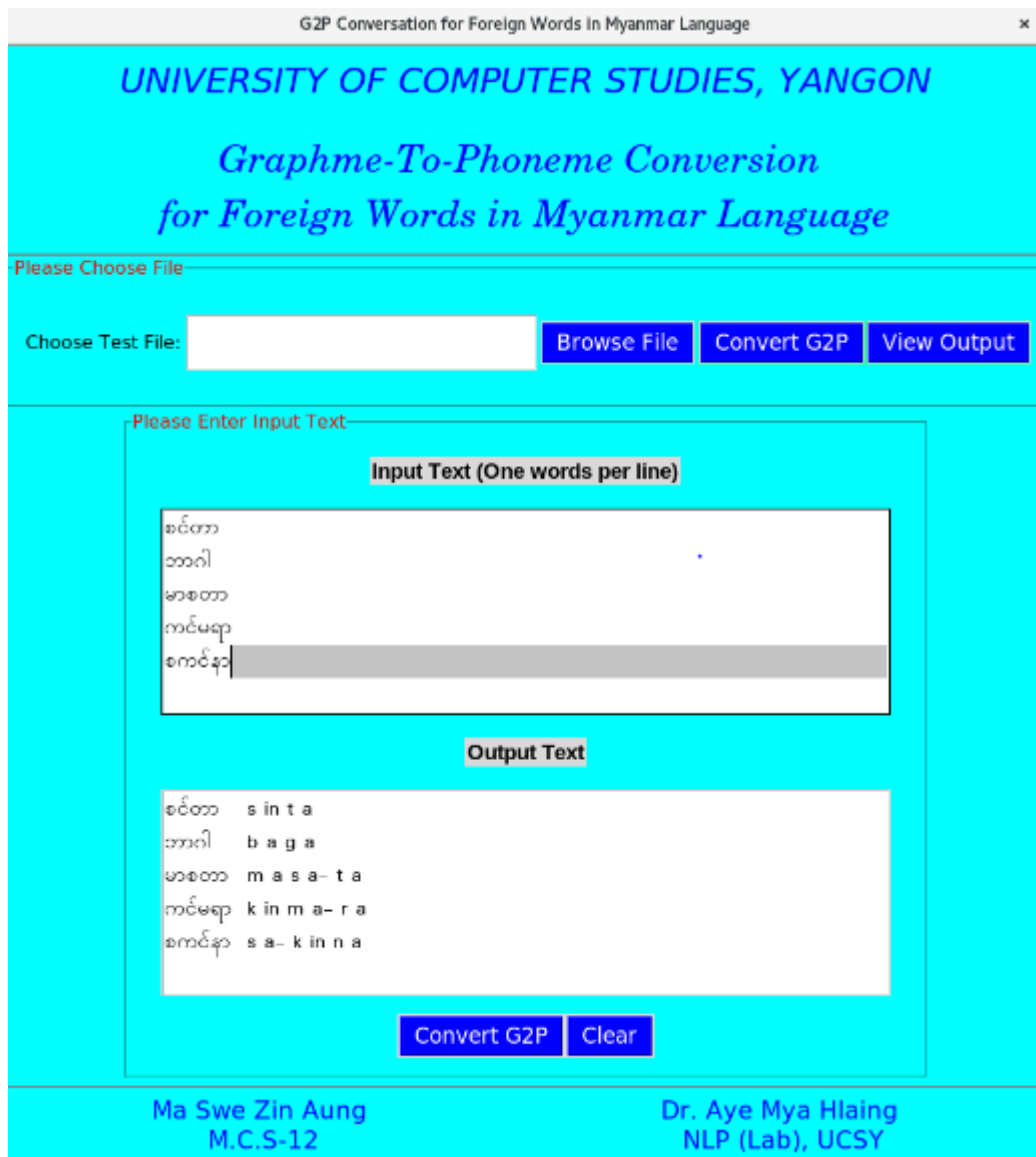 G2P Conversation for Foreign Words in Myanmar Language ×
UNIVERSITY OF COMPUTER STUDIES, YANGON
Graphme-To-Phoneme Conversion
for Foreign Words in Myanmar Language
Please Choose File
Choose Test File: Browse File Convert G2P View Output
Please Enter Input Text
Input Text (One words per line)
စင်တာ
ဘာဂါ
မာစတာ
ကင်မရာ
စကင်နာ
Output Text
စင်တာ s in t a
ဘာဂါ b a g a
မာစတာ m a s a– t a
ကင်မရာ k in m a– r a
စကင်နာ s a– k in n a
Convert G2P Clear
Ma Swe Zin Aung Dr. Aye Mya Hlaing
M.C.S-12 NLP (Lab), UCSY